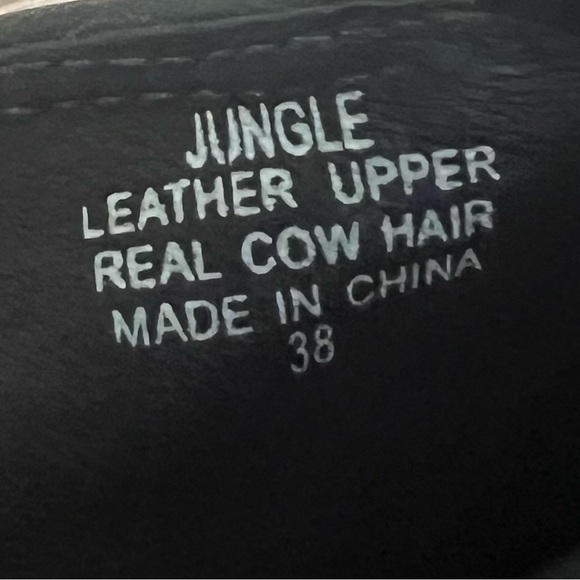 JUNGLE
LEATHER UPPER
REAL COW HAIR
MADE IN CHINA
38